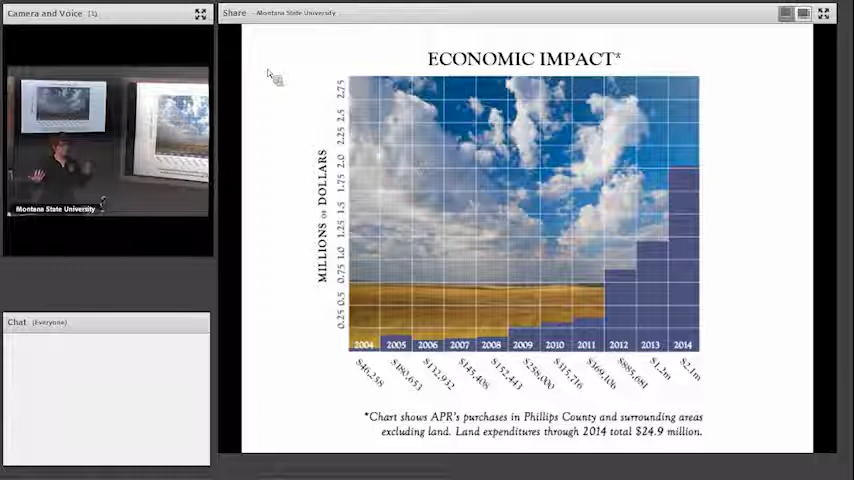 Camera and Voice (1)
Share - Montana State University
Montana State University
Chat (Everyone)
ECONOMIC IMPACT*
MILLIONS OF DOLLARS
2.75
2.5
2.25
2.0
1.75
1.5
1.25
1.0
0.75
0.5
0.25
2004 2005 2006 2007 2008 2009 2010 2011 2012 2013 2014
$46,258 $180,653 $132,932 $145,408 $152,443 $258,000 $315,716 $369,106 $885,681 $1.2m $2.1m
*Chart shows APR's purchases in Phillips County and surrounding areas
excluding land. Land expenditures through 2014 total $24.9 million.